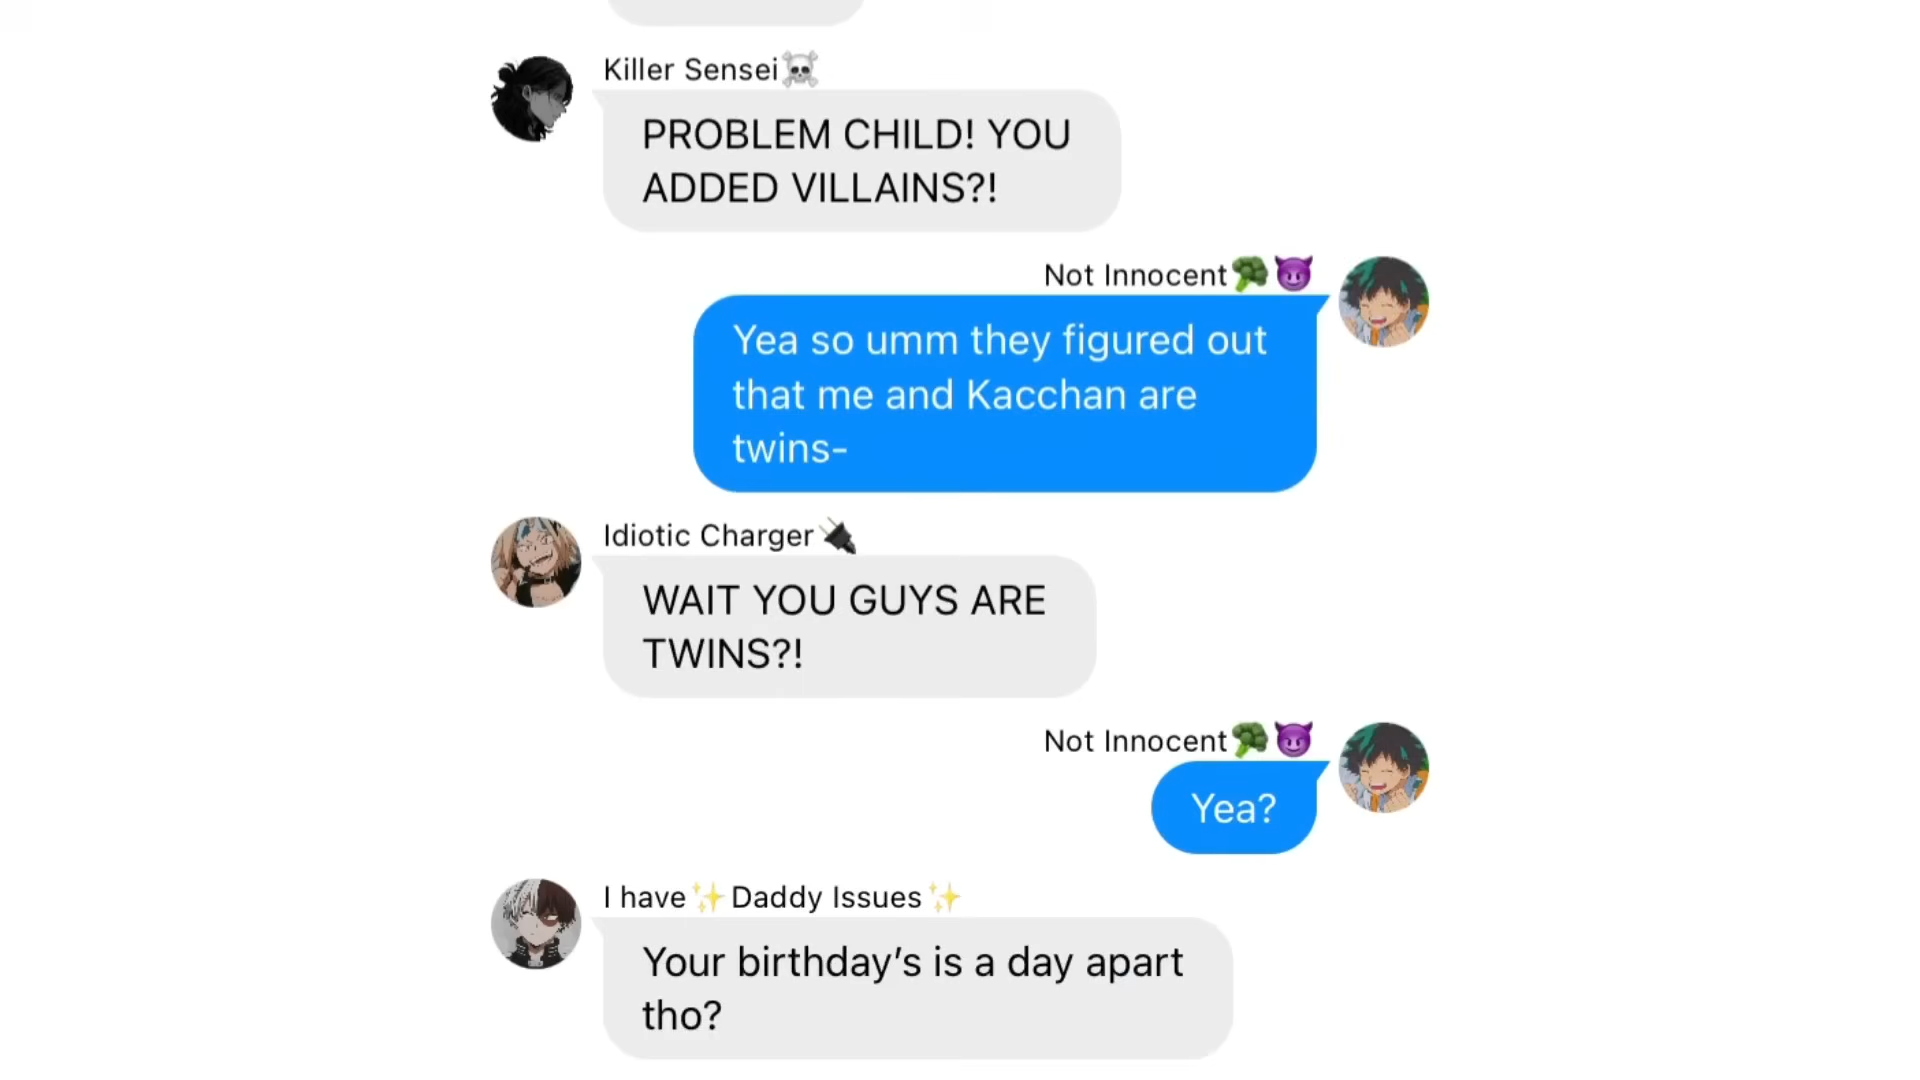 Killer Sensei☠️
PROBLEM CHILD! YOU
ADDED VILLAINS?!
Not Innocent🥦😈
Yea so umm they figured out
that me and Kacchan are
twins-
Idiotic Charger🔌
WAIT YOU GUYS ARE
TWINS?!
Not Innocent🥦😈
Yea?
I have✨Daddy Issues✨
Your birthday’s is a day apart
tho?